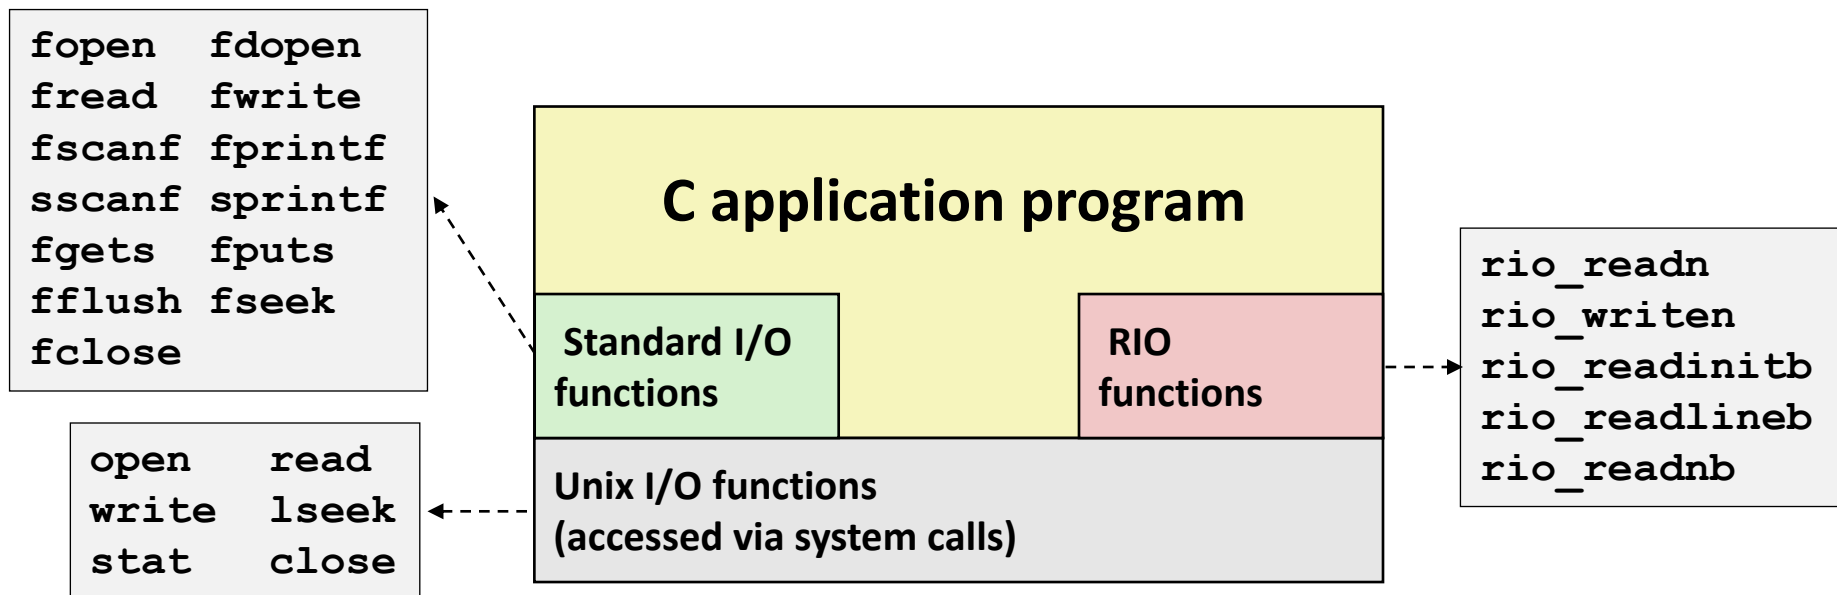 fopen fdopen
fread fwrite
fscanf fprintf
sscanf sprintf
fgets fputs
fflush fseek
fclose
C application program
Standard I/O
functions
RIO
functions
rio_readn
rio_writen
rio_readinitb
rio_readlineb
rio_readnb
open read
write lseek
stat close
Unix I/O functions
(accessed via system calls)